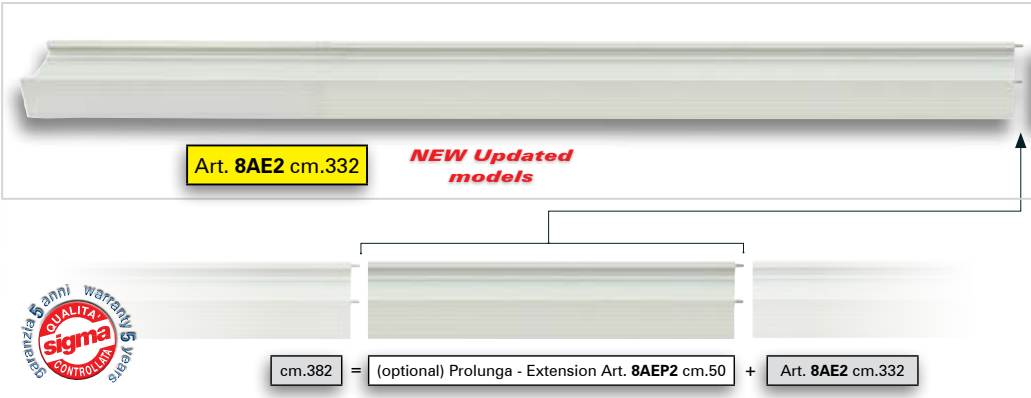 Art. 8AE2 cm.332
NEW Updated
models
garanzia 5 anni warranty 5 years
QUALITA'
sigma
CONTROLLATA
cm.382 = (optional) Prolunga - Extension Art. 8AEP2 cm.50 + Art. 8AE2 cm.332